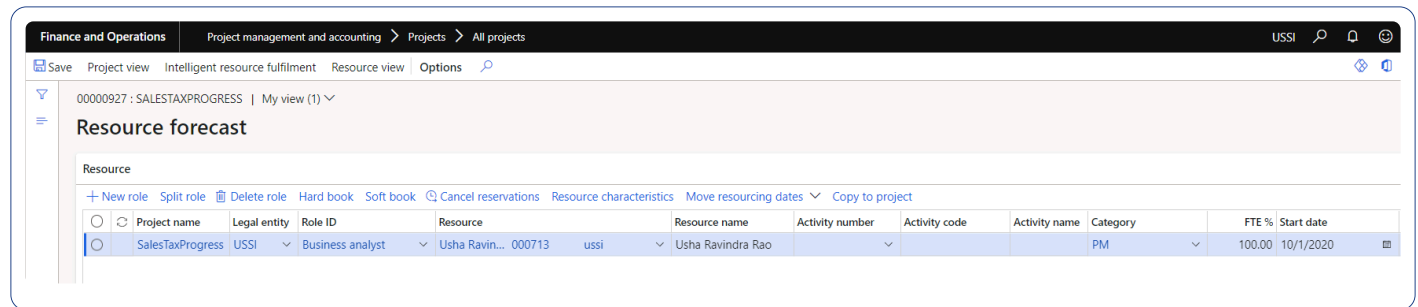 Finance and Operations Project management and accounting Projects All projects USSI
Save Project view Intelligent resource fulfilment Resource view Options
00000927 : SALESTAXPROGRESS | My view (1)
Resource forecast
Resource
New role Split role Delete role Hard book Soft book Cancel reservations Resource characteristics Move resourcing dates Copy to project
Project name Legal entity Role ID Resource Resource name Activity number Activity code Activity name Category FTE % Start date
SalesTaxProgress USSI Business analyst Usha Ravin... 000713 ussi Usha Ravindra Rao PM 100.00 10/1/2020